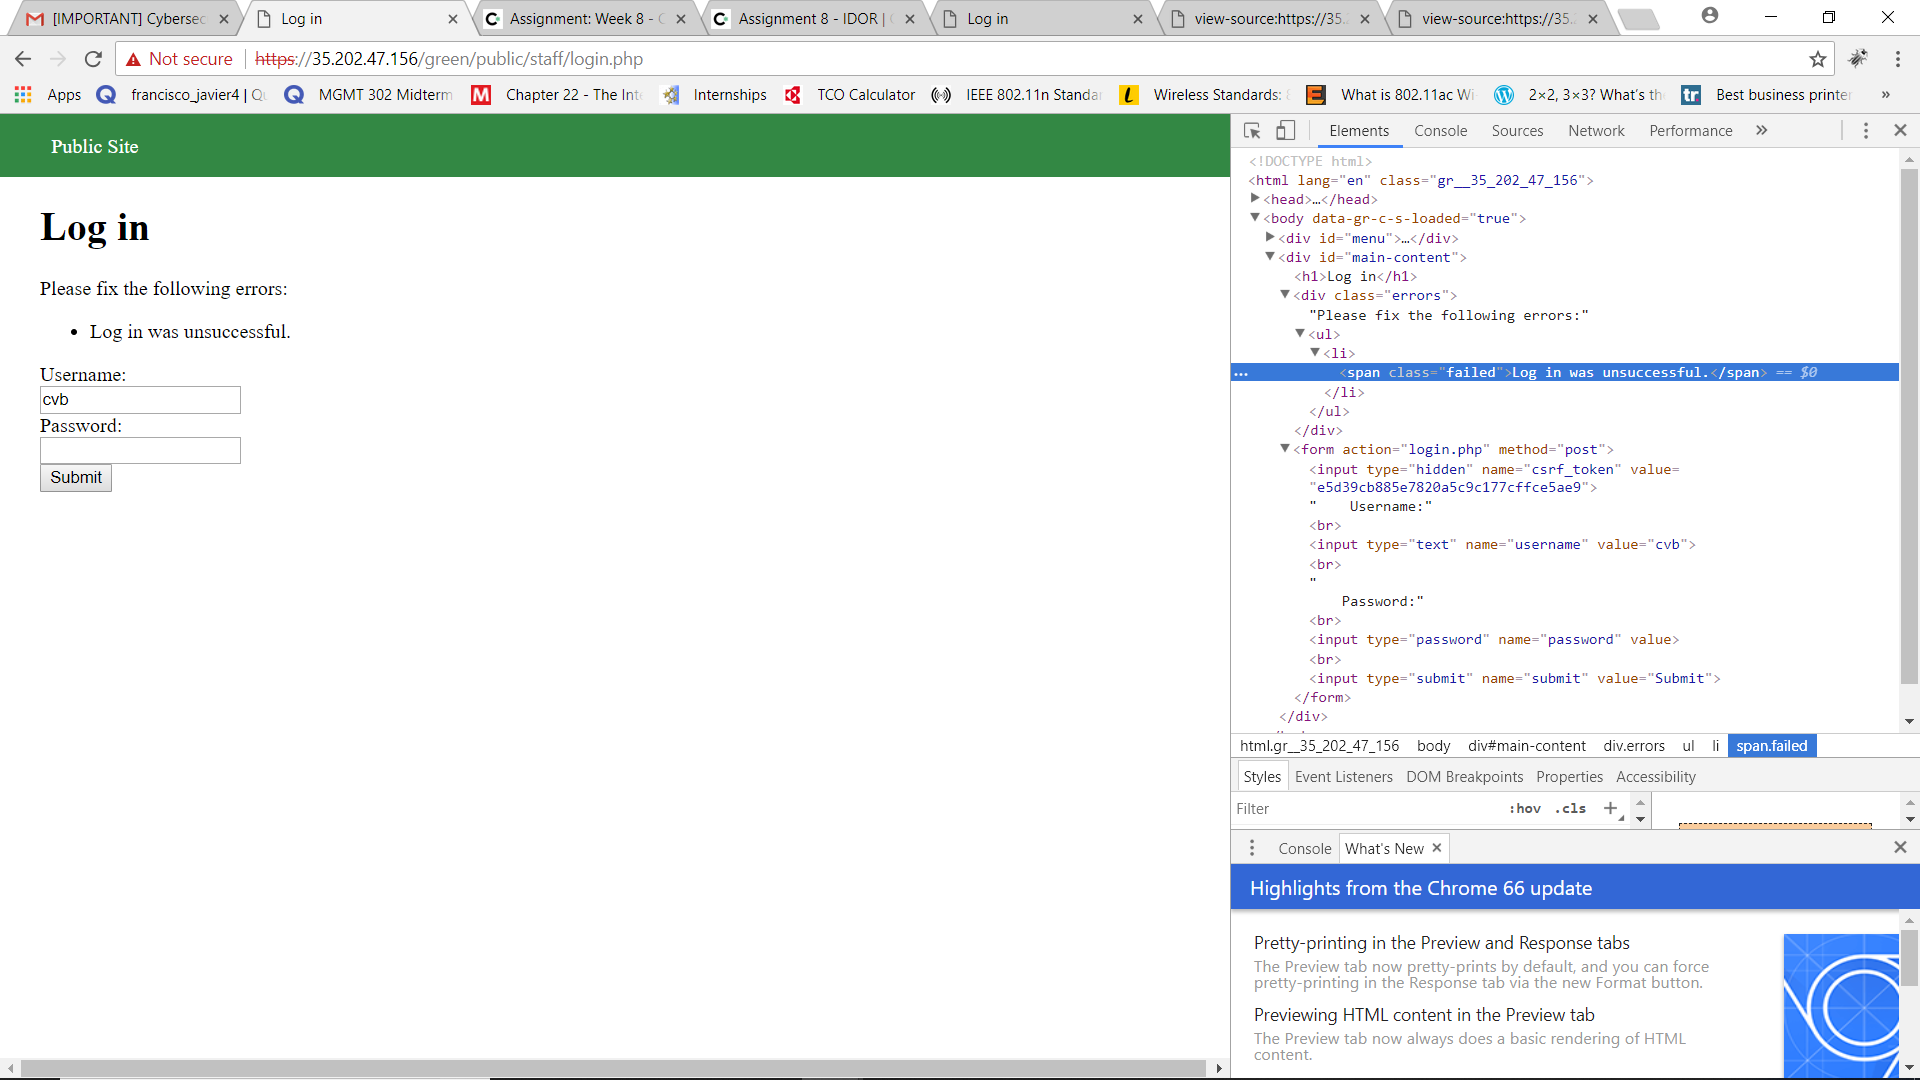 [IMPORTANT] Cybersec
Log in
Assignment: Week 8 - C
Assignment 8 - IDOR |
Log in
view-source:https://35.
view-source:https://35.
Not secure
https://35.202.47.156/green/public/staff/login.php
Apps
francisco_javier4 | Qu
MGMT 302 Midterm
Chapter 22 - The Inte
Internships
TCO Calculator
IEEE 802.11n Standar
Wireless Standards: 8
What is 802.11ac Wi-
2×2, 3×3? What's the
Best business printer
»
Public Site
Log in
Please fix the following errors:
• Log in was unsuccessful.
Username:
cvb
Password:
Submit
Elements
Console
Sources
Network
Performance
»
<!DOCTYPE html>
<html lang="en" class="gr__35_202_47_156">
<head>…</head>
<body data-gr-c-s-loaded="true">
<div id="menu">…</div>
<div id="main-content">
<h1>Log in</h1>
<div class="errors">
"Please fix the following errors:"
<ul>
<li>
<span class="failed">Log in was unsuccessful.</span> == $0
</li>
</ul>
</div>
<form action="login.php" method="post">
<input type="hidden" name="csrf_token" value=
"e5d39cb885e7820a5c9c177cffce5ae9">
"    Username:"
<br>
<input type="text" name="username" value="cvb">
<br>
"
Password:"
<br>
<input type="password" name="password" value>
<br>
<input type="submit" name="submit" value="Submit">
</form>
</div>
html.gr__35_202_47_156
body
div#main-content
div.errors
ul
li
span.failed
Styles
Event Listeners
DOM Breakpoints
Properties
Accessibility
Filter
:hov
.cls
+
Console
What's New
Highlights from the Chrome 66 update
Pretty-printing in the Preview and Response tabs
The Preview tab now pretty-prints by default, and you can force
pretty-printing in the Response tab via the new Format button.
Previewing HTML content in the Preview tab
The Preview tab now always does a basic rendering of HTML
content.